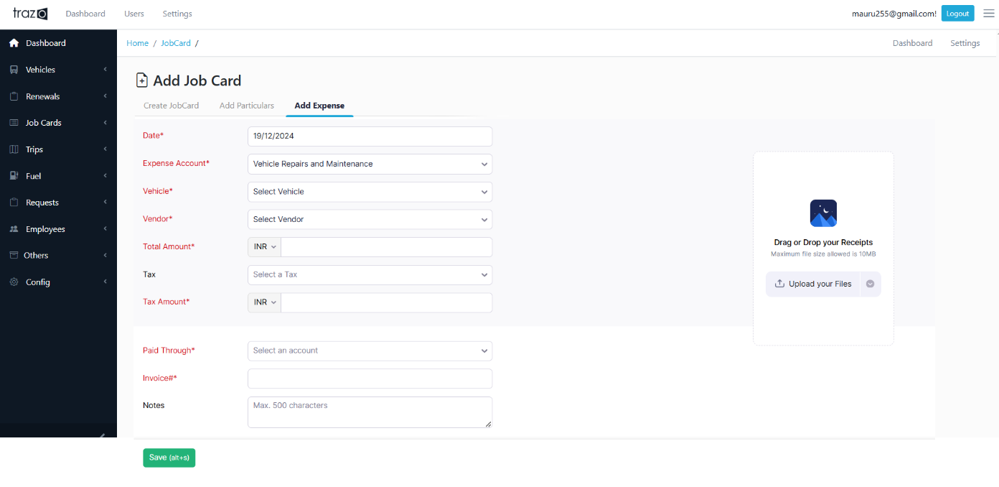 trazo Dashboard Users Settings mauru255@gmail.com! Logout
Dashboard
Vehicles
Renewals
Job Cards
Trips
Fuel
Requests
Employees
Others
Config
Home / JobCard / Dashboard Settings
Add Job Card
Create JobCard Add Particulars Add Expense
Date* 19/12/2024
Expense Account* Vehicle Repairs and Maintenance
Vehicle* Select Vehicle
Vendor* Select Vendor
Total Amount* INR
Tax Select a Tax
Tax Amount* INR
Drag or Drop your Receipts
Maximum file size allowed is 10MB
Upload your Files
Paid Through* Select an account
Invoice#*
Notes Max. 500 characters
Save (alt+s)